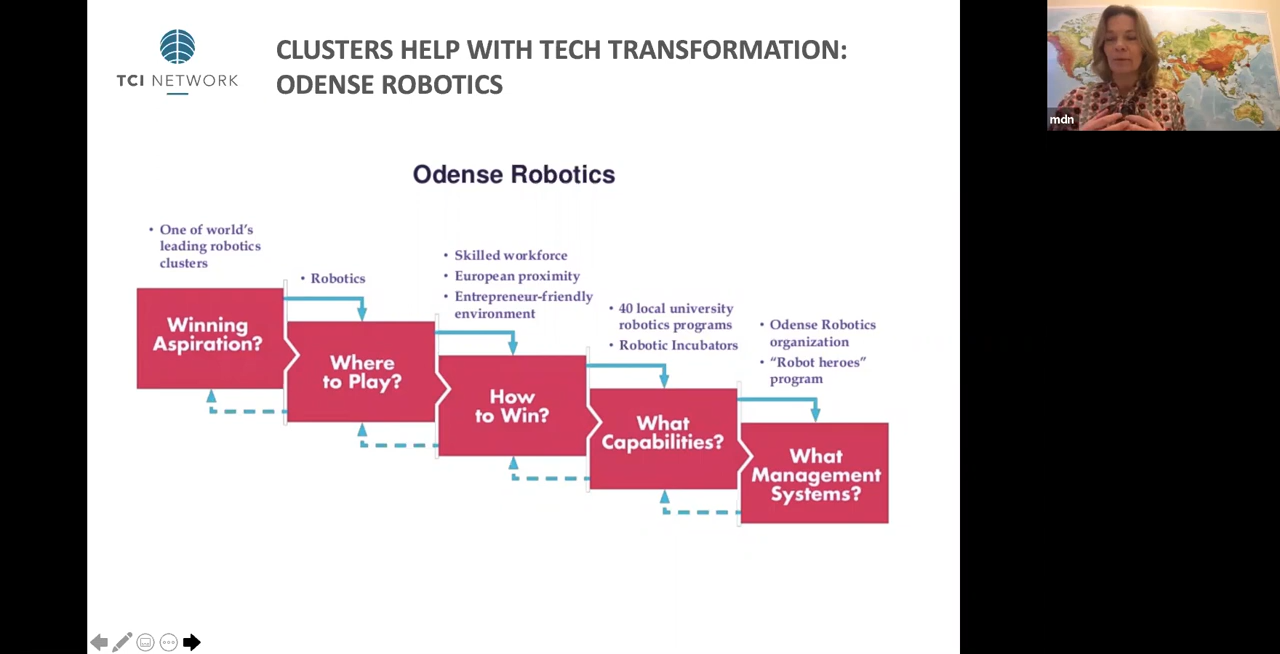 TCI NETWORK
CLUSTERS HELP WITH TECH TRANSFORMATION:
ODENSE ROBOTICS
mdn
Odense Robotics
• One of world's
leading robotics
clusters
Winning
Aspiration?
• Robotics
Where
to Play?
• Skilled workforce
• European proximity
• Entrepreneur-friendly
environment
How
to Win?
• 40 local university
robotics programs
• Robotic Incubators
What
Capabilities?
• Odense Robotics
organization
• “Robot heroes”
program
What
Management
Systems?